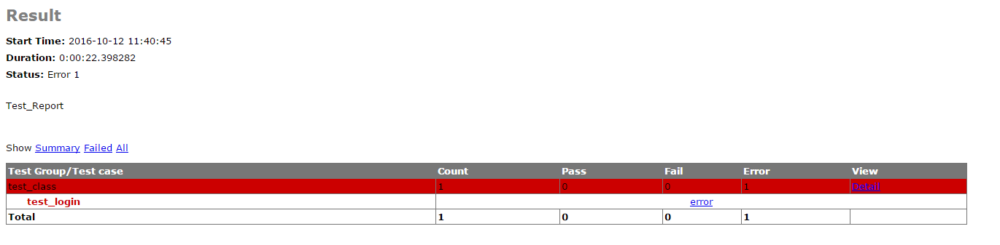 Result
Start Time: 2016-10-12 11:40:45
Duration: 0:00:22.398282
Status: Error 1
Test_Report
Show Summary Failed All
Test Group/Test case Count Pass Fail Error View
test_class 1 0 0 1 Detail
test_login error
Total 1 0 0 1